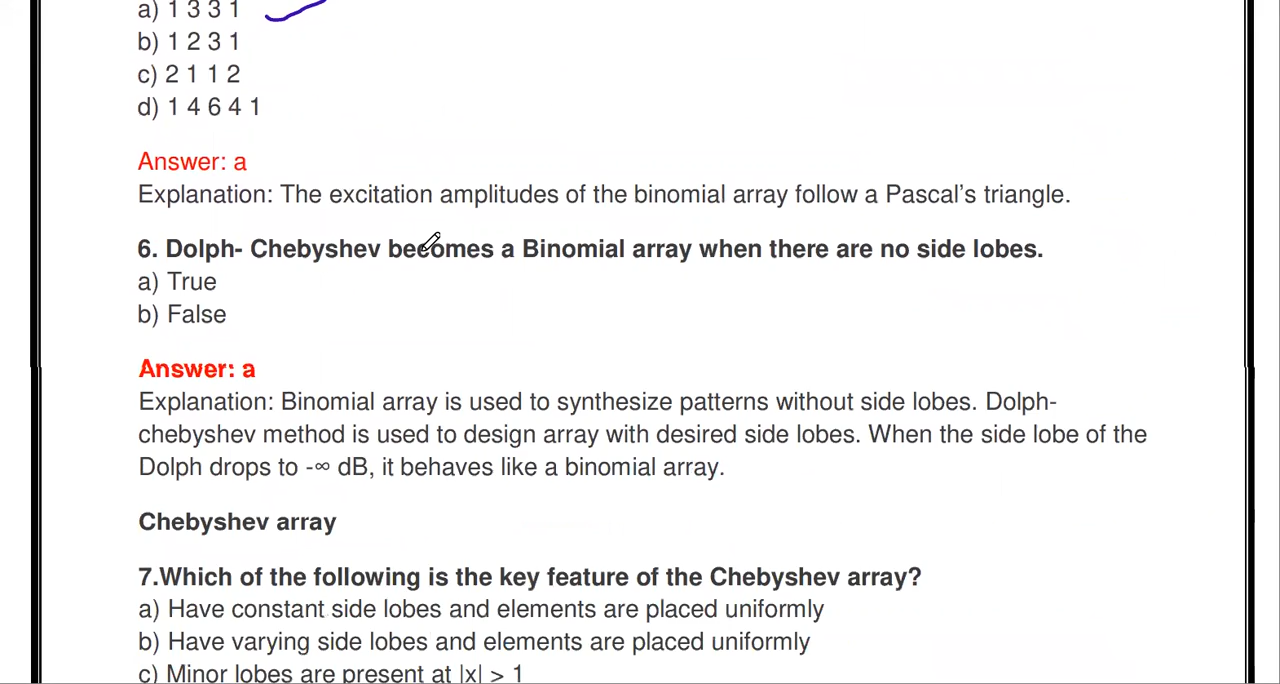 a) 1 3 3 1
b) 1 2 3 1
c) 2 1 1 2
d) 1 4 6 4 1
Answer: a
Explanation: The excitation amplitudes of the binomial array follow a Pascal’s triangle.
6. Dolph- Chebyshev becomes a Binomial array when there are no side lobes.
a) True
b) False
Answer: a
Explanation: Binomial array is used to synthesize patterns without side lobes. Dolph-
chebyshev method is used to design array with desired side lobes. When the side lobe of the
Dolph drops to -∞ dB, it behaves like a binomial array.
Chebyshev array
7.Which of the following is the key feature of the Chebyshev array?
a) Have constant side lobes and elements are placed uniformly
b) Have varying side lobes and elements are placed uniformly
c) Minor lobes are present at |x| > 1